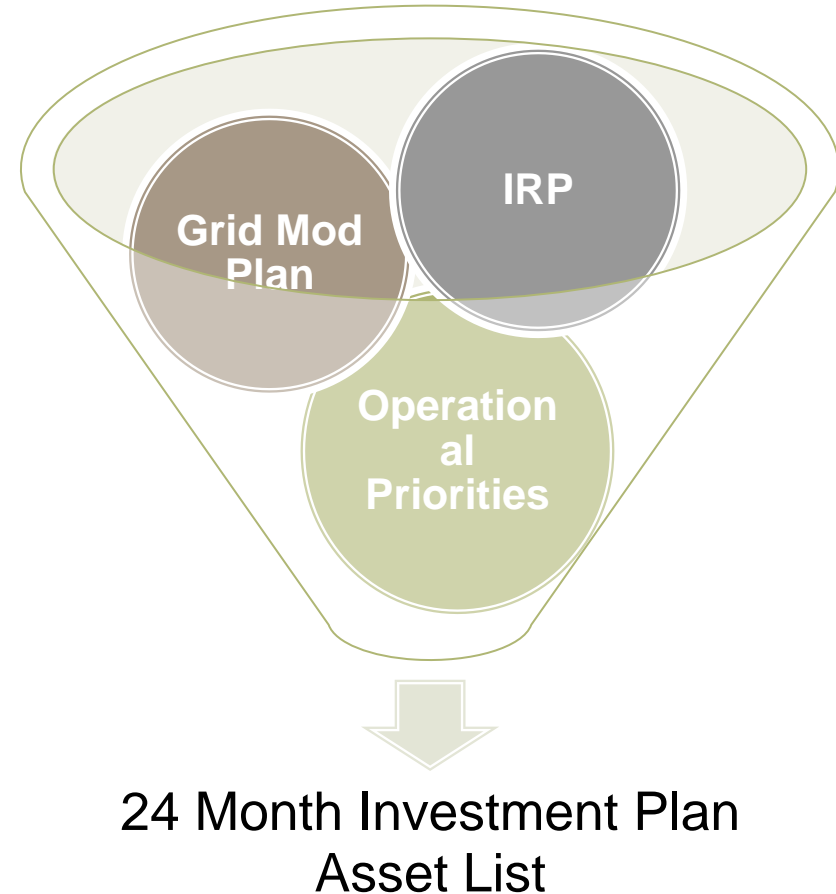 Grid Mod
Plan
IRP
Operation
al
Priorities
24 Month Investment Plan
Asset List